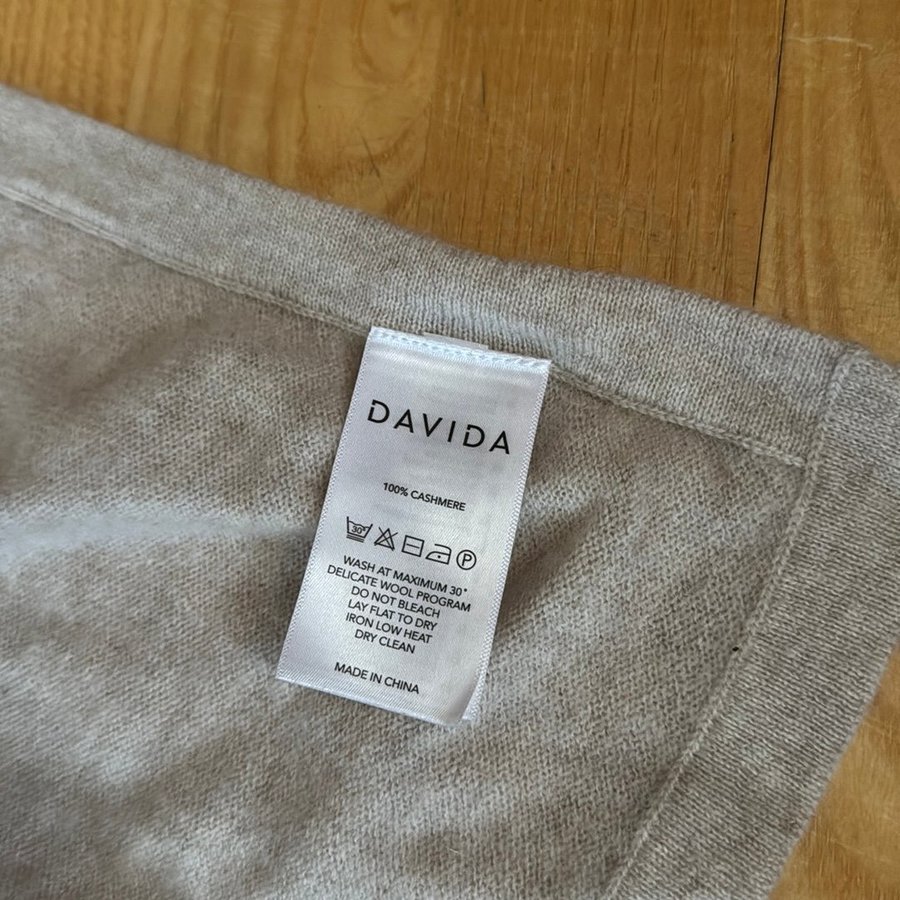 DAVIDA
100% CASHMERE
30° P
WASH AT MAXIMUM 30°
DELICATE WOOL PROGRAM
DO NOT BLEACH
LAY FLAT TO DRY
IRON LOW HEAT
DRY CLEAN
MADE IN CHINA